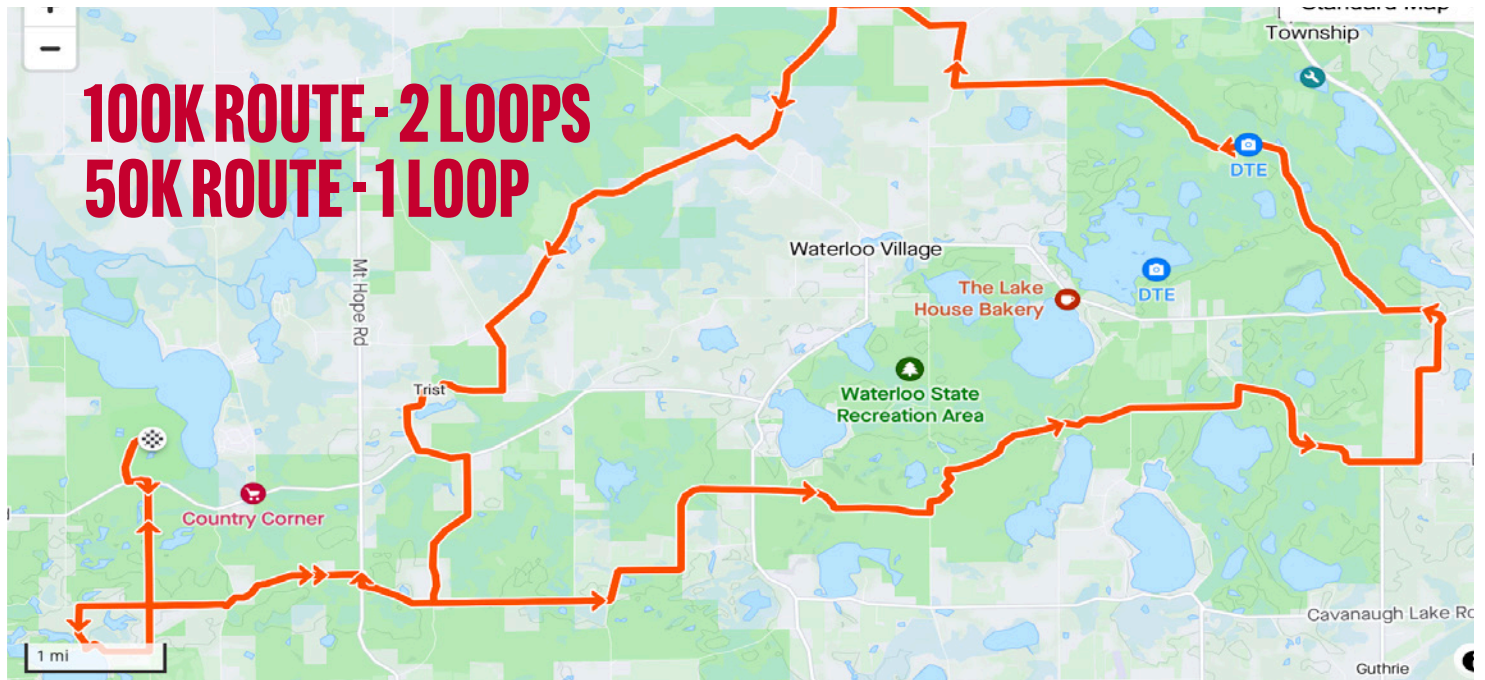 Standard Map
Township
100K ROUTE - 2 LOOPS
50K ROUTE - 1 LOOP
DTE
Waterloo Village
Mt Hope Rd
The Lake
House Bakery
DTE
Trist
Waterloo State
Recreation Area
Country Corner
Cavanaugh Lake Rd
1 mi
Guthrie